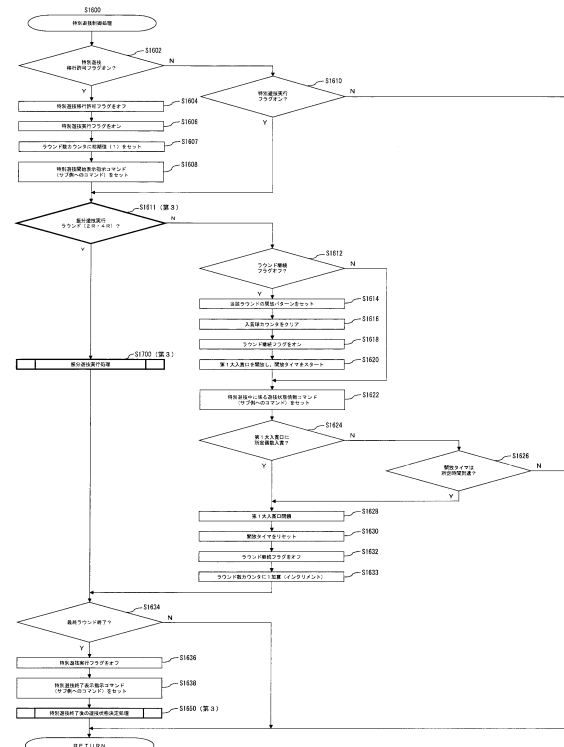 S1600
特別遊技制御処理
S1602
特別遊技
移行許可フラグオン？
N
Y
S1610
特別遊技実行
フラグオン？
N
Y
特別遊技移行許可フラグをオフ
S1604
特別遊技実行フラグをオン
S1606
ラウンド数カウンタに初期値（1）をセット
S1607
特別遊技開始表示指示コマンド
（サブ側へのコマンド）をセット
S1608
S1611（第3）
振分遊技実行
ラウンド（2R・4R）？
N
Y
S1612
ラウンド継続
フラグオフ？
N
Y
当該ラウンドの開放パターンをセット
S1614
入賞球カウンタをクリア
S1616
ラウンド継続フラグをオン
S1618
第1大入賞口を開放し、開放タイマをスタート
S1620
S1700（第3）
振分遊技実行処理
特別遊技中に係る遊技状態情報コマンド
（サブ側へのコマンド）をセット
S1622
S1624
第1大入賞口に
所定個数入賞？
N
Y
S1626
開放タイマは
所定時間到達？
N
Y
第1大入賞口閉鎖
S1628
開放タイマをリセット
S1630
ラウンド継続フラグをオフ
S1632
ラウンド数カウンタに1加算（インクリメント）
S1633
S1634
最終ラウンド終了？
N
Y
特別遊技実行フラグをオフ
S1636
特別遊技終了表示指示コマンド
（サブ側へのコマンド）をセット
S1638
特別遊技終了後の遊技状態決定処理
S1650（第3）
RETURN